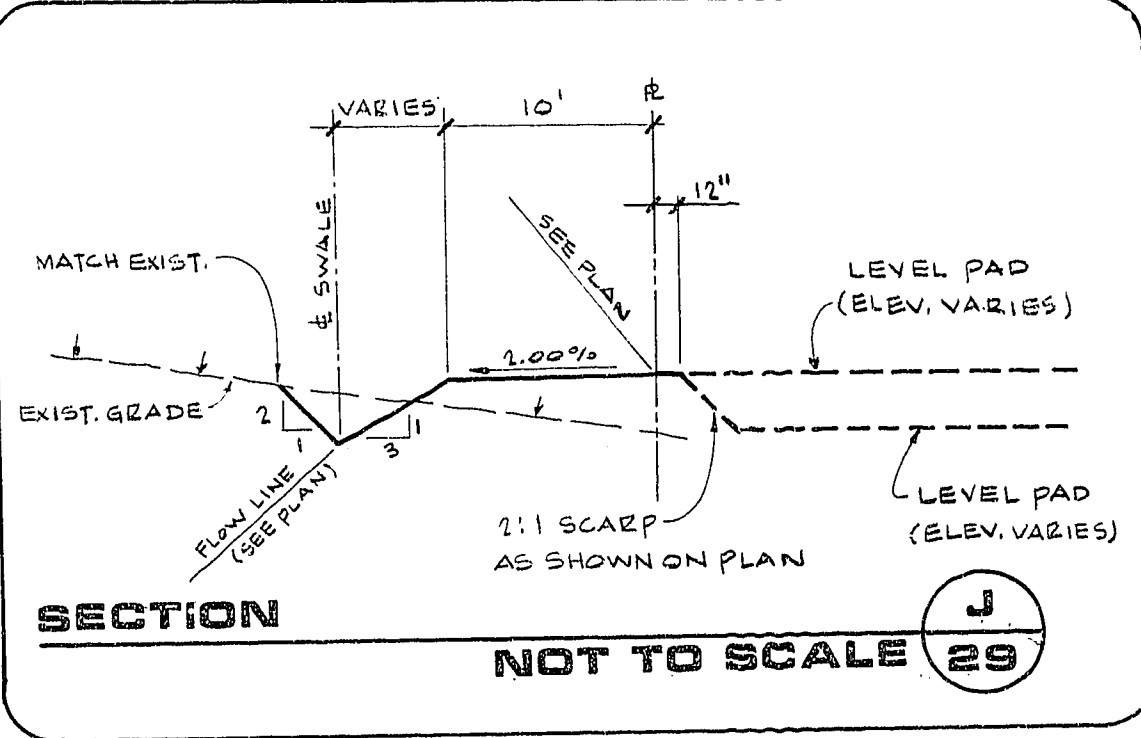 VARIES
10'
PL
12"
℄ SWALE
SEE PLAN
MATCH EXIST.
LEVEL PAD
(ELEV. VARIES)
2.00%
EXIST. GRADE
2
1
1
3
FLOW LINE
(SEE PLAN)
2:1 SCARP
AS SHOWN ON PLAN
LEVEL PAD
(ELEV. VARIES)
SECTION
NOT TO SCALE
J
29